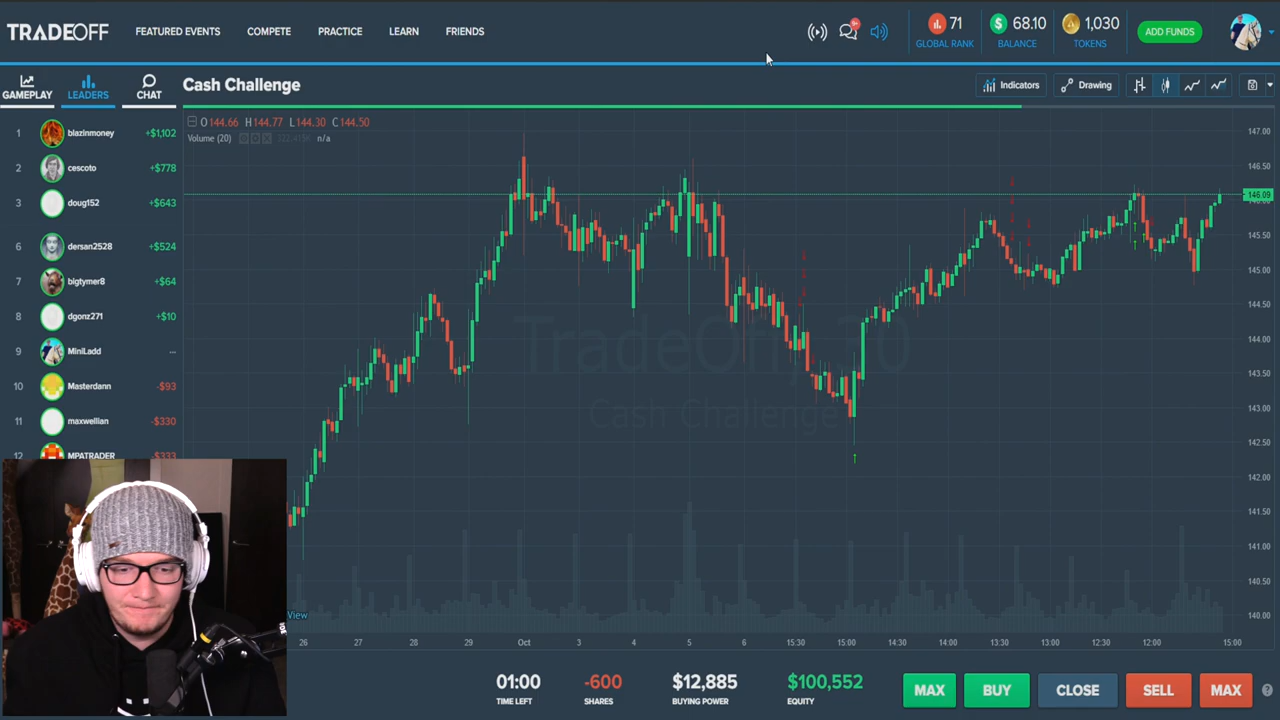 TRADEOFF
FEATURED EVENTS COMPETE PRACTICE LEARN FRIENDS
71
GLOBAL RANK
68.10
BALANCE
1,030
TOKENS
ADD FUNDS
GAMEPLAY
LEADERS
CHAT
Cash Challenge
Indicators
Drawing
1 blazinmoney +$1,102
2 cescoto +$778
3 doug152 +$643
6 dersan2528 +$524
7 bigtymer8 +$64
8 dgonz271 +$10
9 MiniLadd ...
10 Masterdann -$93
11 maxwellian -$330
12 MPATRADER -$333
O 144.66 H 144.77 L 144.30 C 144.50
Volume (20) n/a
TradeOff, 30
Cash Challenge
147.00
146.50
146.09
145.50
145.00
144.50
144.00
143.50
143.00
142.50
142.00
141.50
141.00
140.50
140.00
View
26 27 28 29 Oct 3 4 5 6 15:30 15:00 14:30 14:00 13:30 13:00 12:30 12:00 15:00
01:00
TIME LEFT
-600
SHARES
$12,885
BUYING POWER
$100,552
EQUITY
MAX
BUY
CLOSE
SELL
MAX
?